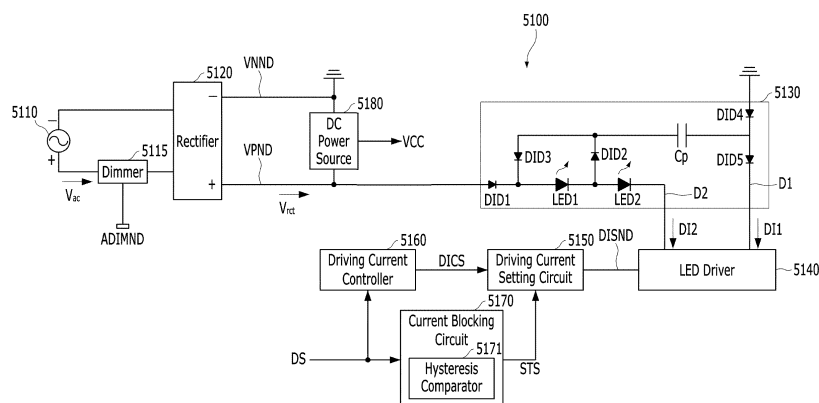 5100
VNND
5120
5130
5110
−
−
5180
DID4
5115
Rectifier
DC
Power
Source
VCC
DID3
DID2
Cp
DID5
+
Dimmer
VPND
+
Vac
Vrct
DID1
LED1
LED2
D2
D1
ADIMND
5160
5150
DISND
DI2
DI1
Driving Current
Controller
DICS
Driving Current
Setting Circuit
LED Driver
5140
5170
Current Blocking
Circuit
5171
DS
Hysteresis
Comparator
STS